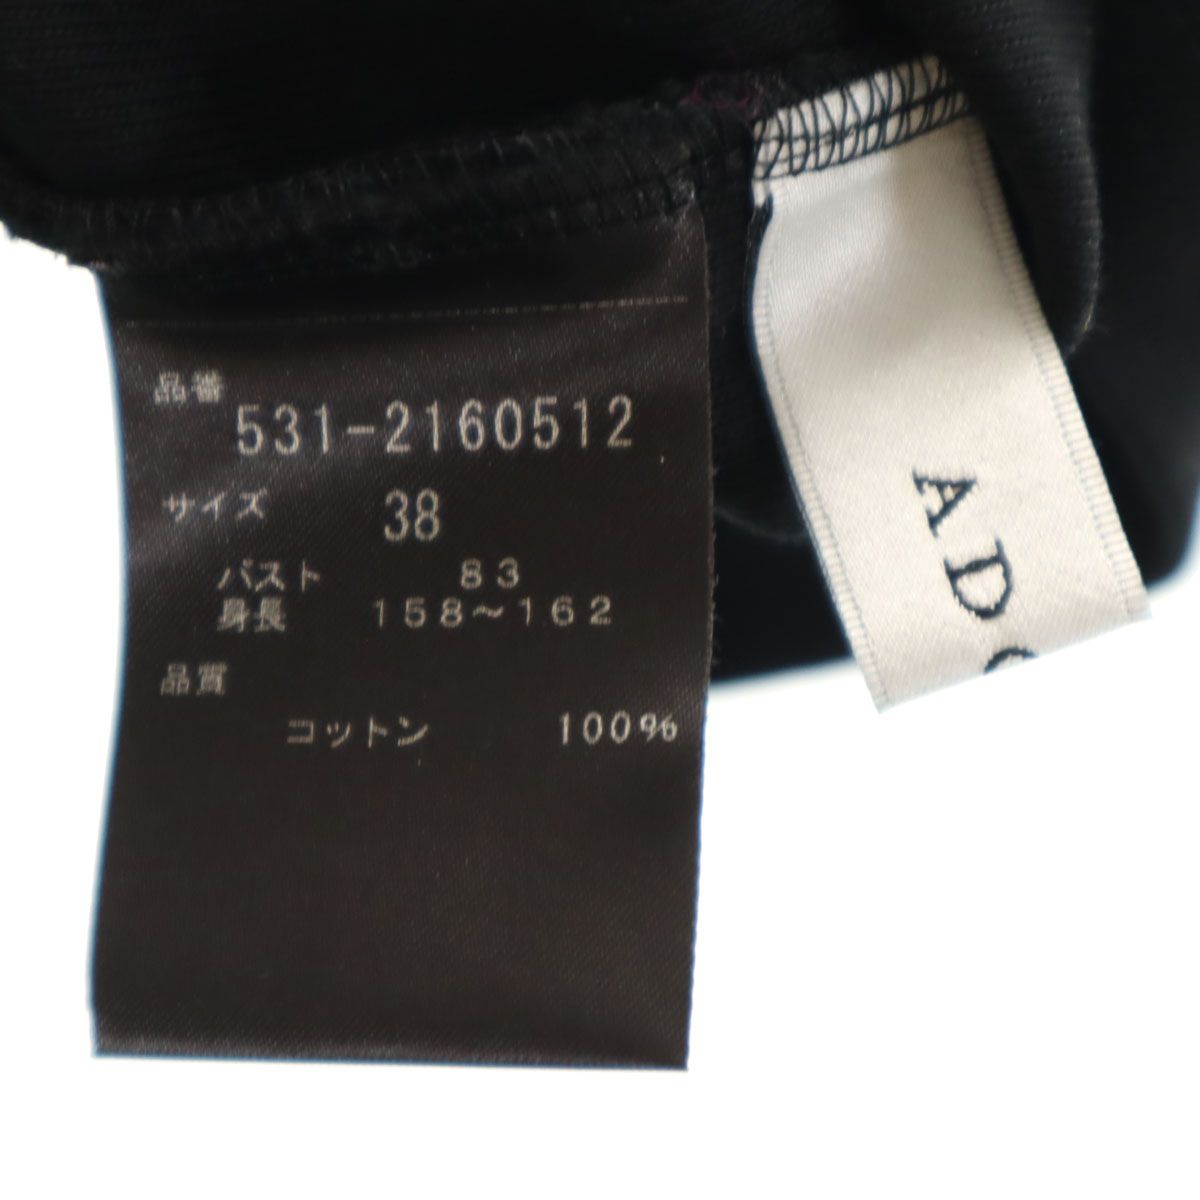 品番
531-2160512
サイズ 38
バスト 83
身長 158～162
品質
コットン 100%
AD